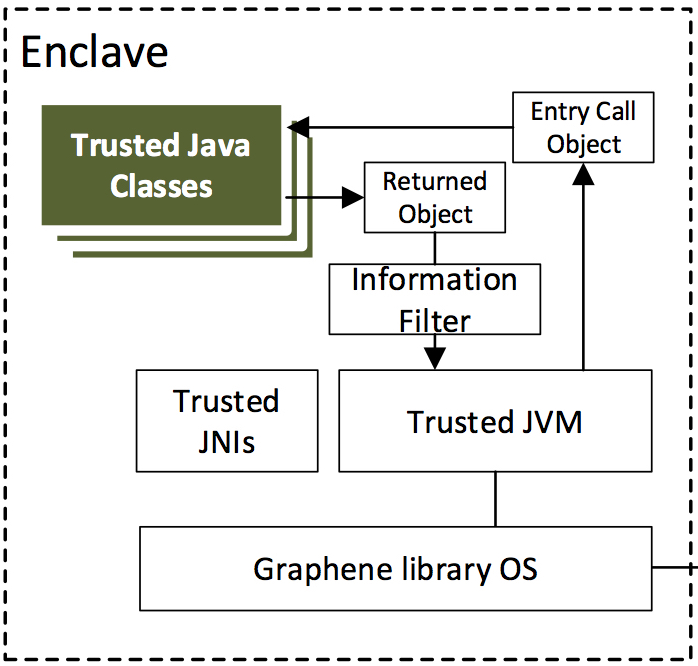 Enclave
Entry Call
Object
Trusted Java
Classes
Returned
Object
Information
Filter
Trusted
JNIs
Trusted JVM
Graphene library OS